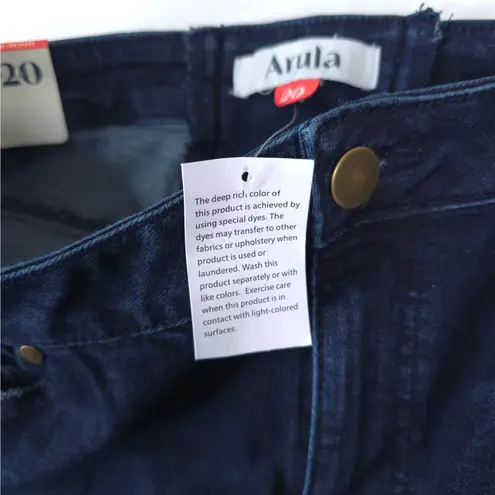 20
Arula
20
The deep rich color of
this product is achieved by
using special dyes. The
dyes may transfer to other
fabrics or upholstery when
product is used or
laundered. Wash this
product separately or with
like colors. Exercise care
when this product is in
contact with light-colored
surfaces.